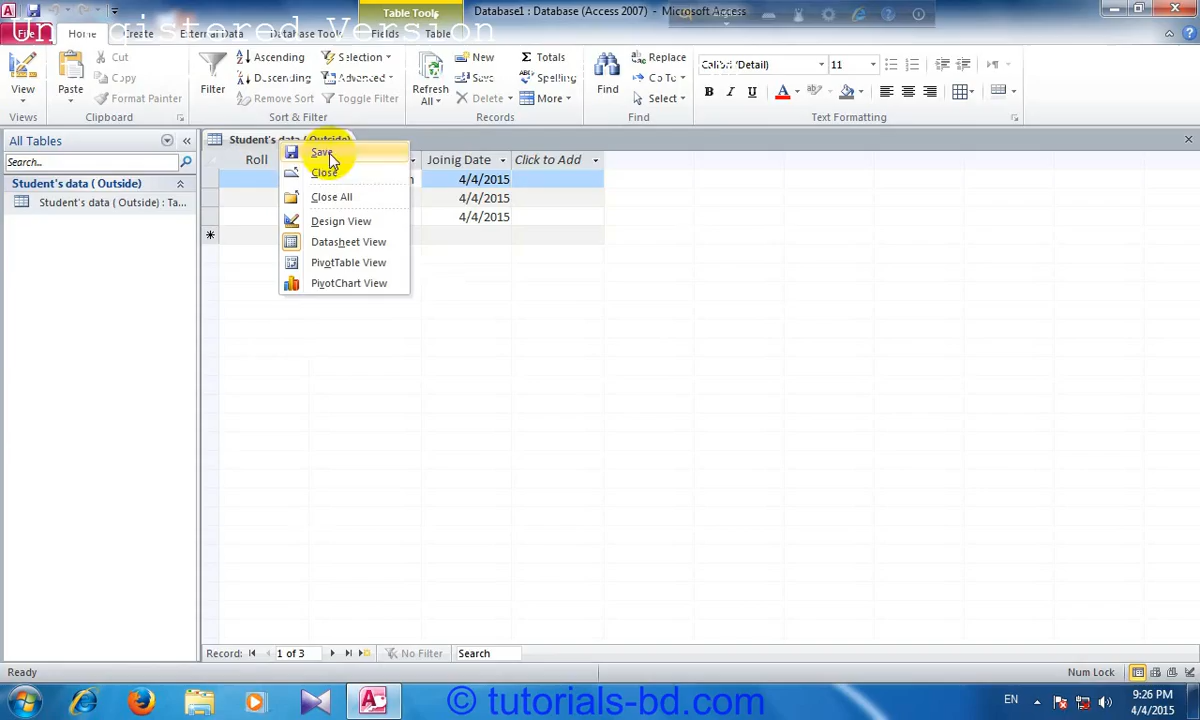 Table Tools
Database1 : Database (Access 2007) - Microsoft Access
Unregistered Version
File
Home
Create
External Data
Database Tools
Fields
Table
View
Views
Paste
Cut
Copy
Format Painter
Clipboard
Filter
Ascending
Descending
Remove Sort
Selection
Advanced
Toggle Filter
Sort & Filter
Refresh
All
New
Save
Delete
Totals
Spelling
More
Records
Find
Replace
Go To
Select
Find
Calibri (Detail)
11
B I U
A
Text Formatting
All Tables
Search...
Student's data ( Outside)
Student's data ( Outside) : Ta...
Student's data ( Outside)
Roll
Joinig Date
Click to Add
4/4/2015
4/4/2015
4/4/2015
Save
Close
Close All
Design View
Datasheet View
PivotTable View
PivotChart View
Record:
1 of 3
No Filter
Search
Ready
Num Lock
© tutorials-bd.com
EN
9:26 PM
4/4/2015